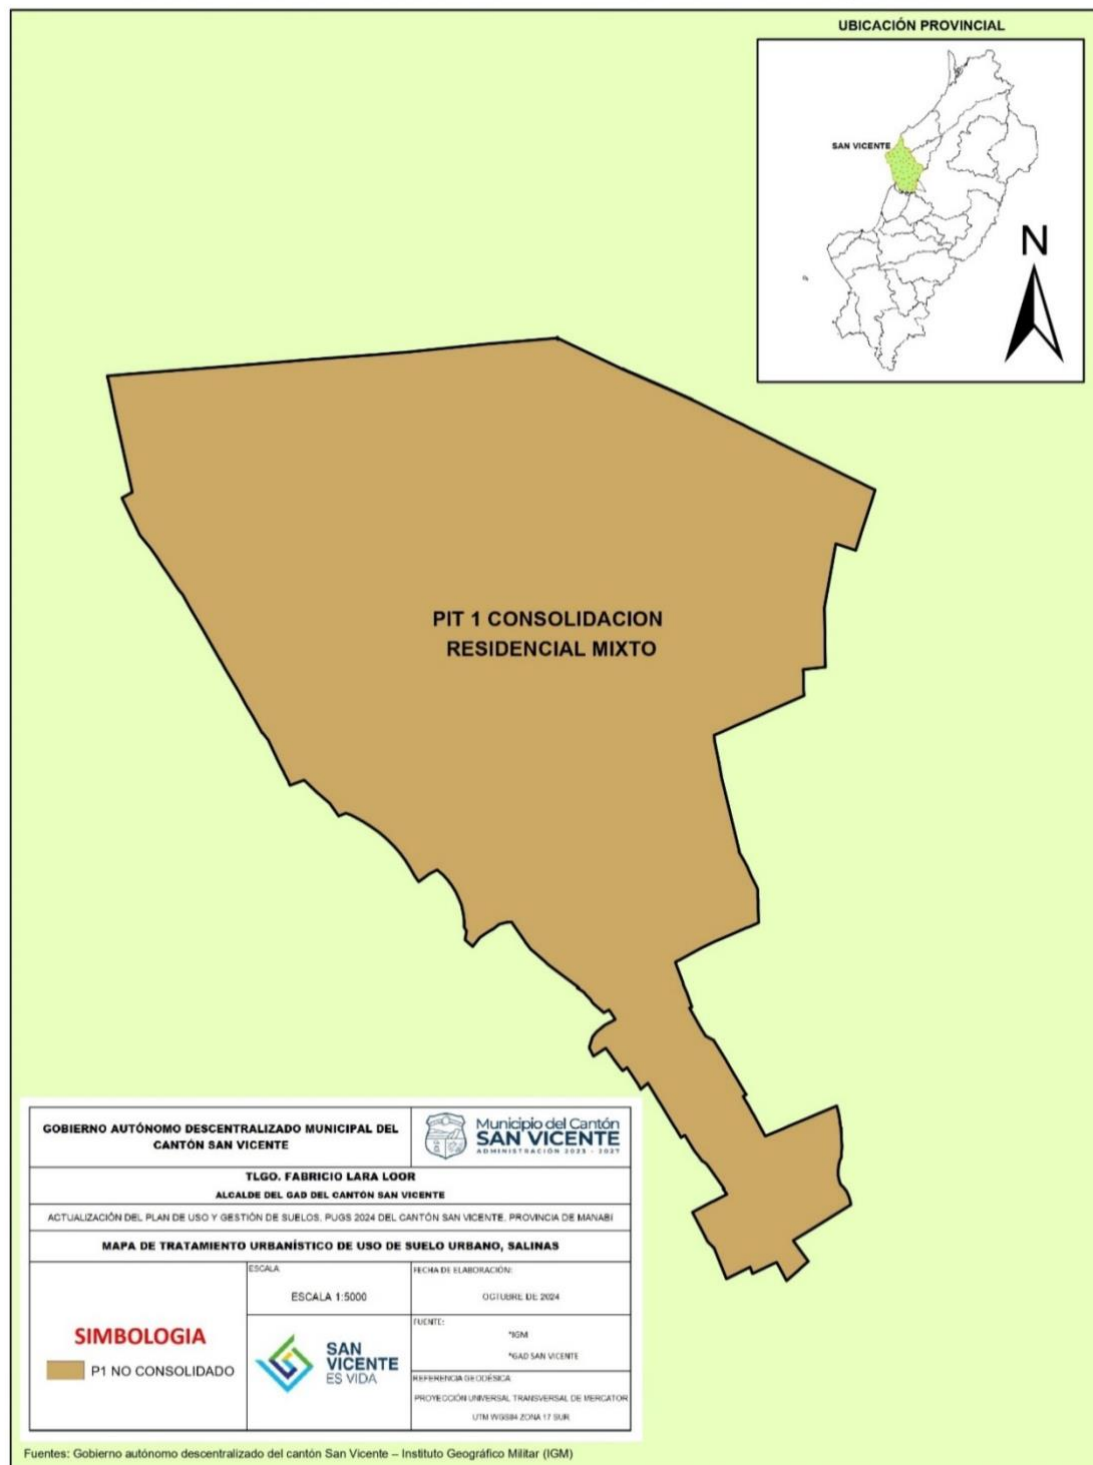 UBICACIÓN PROVINCIAL
SAN VICENTE
N
PIT 1 CONSOLIDACION
RESIDENCIAL MIXTO
GOBIERNO AUTÓNOMO DESCENTRALIZADO MUNICIPAL DEL
CANTÓN SAN VICENTE
Municipio del Cantón
SAN VICENTE
ADMINISTRACIÓN 2023 - 2027
TLGO. FABRICIO LARA LOOR
ALCALDE DEL GAD DEL CANTÓN SAN VICENTE
ACTUALIZACIÓN DEL PLAN DE USO Y GESTIÓN DE SUELOS, PUGS 2024 DEL CANTÓN SAN VICENTE, PROVINCIA DE MANABI
MAPA DE TRATAMIENTO URBANÍSTICO DE USO DE SUELO URBANO, SALINAS
ESCALA:
ESCALA 1:5000
FECHA DE ELABORACIÓN:
OCTUBRE DE 2024
SIMBOLOGIA
P1 NO CONSOLIDADO
SAN
VICENTE
ES VIDA
FUENTE:
*IGM
*GAD SAN VICENTE
REFERENCIA GEODÉSICA
PROYECCIÓN UNIVERSAL TRANSVERSAL DE MERCATOR
UTM WGS84 ZONA 17 SUR
Fuentes: Gobierno autónomo descentralizado del cantón San Vicente – Instituto Geográfico Militar (IGM)